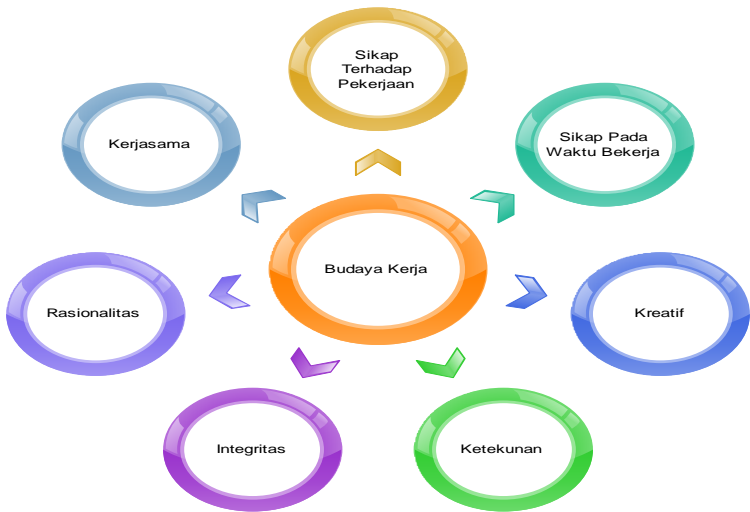 Sikap
Terhadap
Pekerjaan
Sikap Pada
Waktu Bekerja
Kerjasama
Budaya Kerja
Rasionalitas
Kreatif
Integritas
Ketekunan